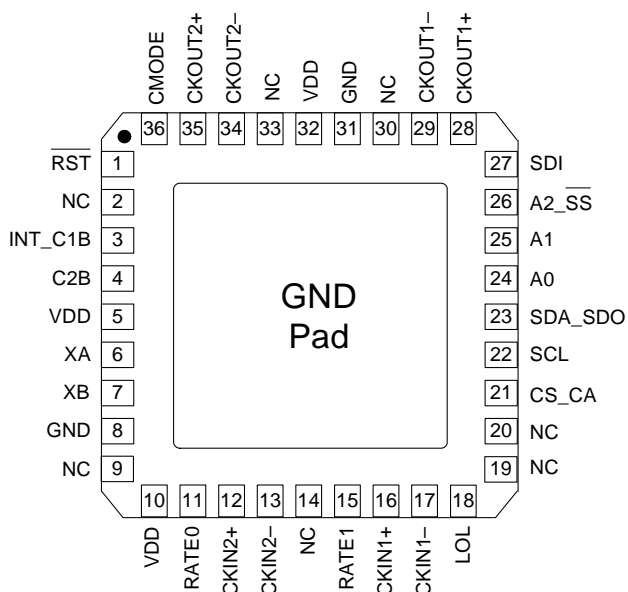 CMODE
CKOUT2+
CKOUT2–
NC
VDD
GND
NC
CKOUT1–
CKOUT1+
36 35 34 33 32 31 30 29 28
RST 1
NC 2
INT_C1B 3
C2B 4
VDD 5
XA 6
XB 7
GND 8
NC 9
GND
Pad
27 SDI
26 A2_SS
25 A1
24 A0
23 SDA_SDO
22 SCL
21 CS_CA
20 NC
19 NC
10 11 12 13 14 15 16 17 18
VDD
RATE0
CKIN2+
CKIN2–
NC
RATE1
CKIN1+
CKIN1–
LOL